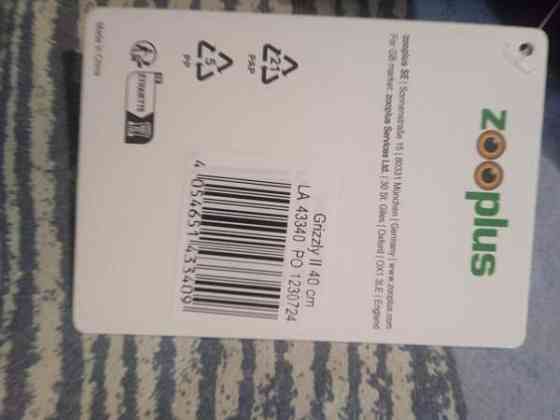 zooplus
zooplus SE | Sonnenstraße 15 | 80331 München | Germany | www.zooplus.com
For GB market: zooplus Services Ltd. | 30 St. Giles | Oxford | OX1 3LE | England
Grizzly II 40 cm
LA 43340 PO 1230724
4 054651 433409
21
PAP
5
PP
Made in China